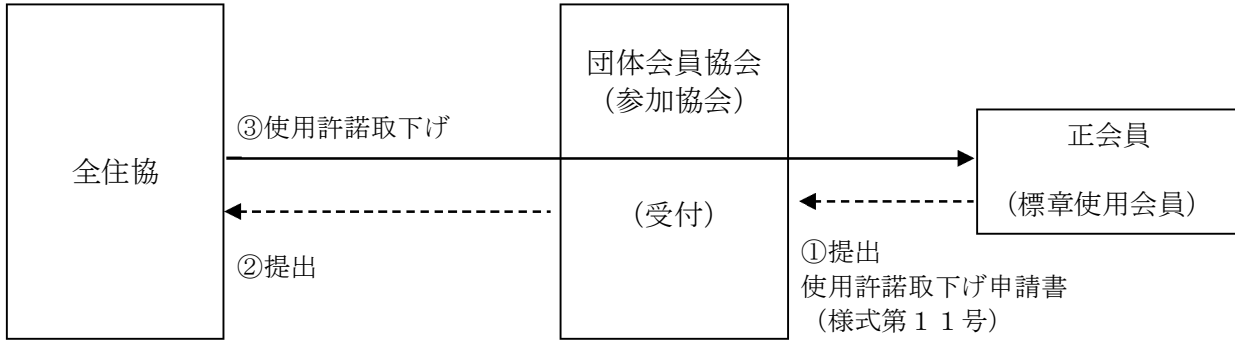 全住協
③使用許諾取下げ
②提出
団体会員協会
（参加協会）
（受付）
正会員
（標章使用会員）
①提出
使用許諾取下げ申請書
（様式第１１号）